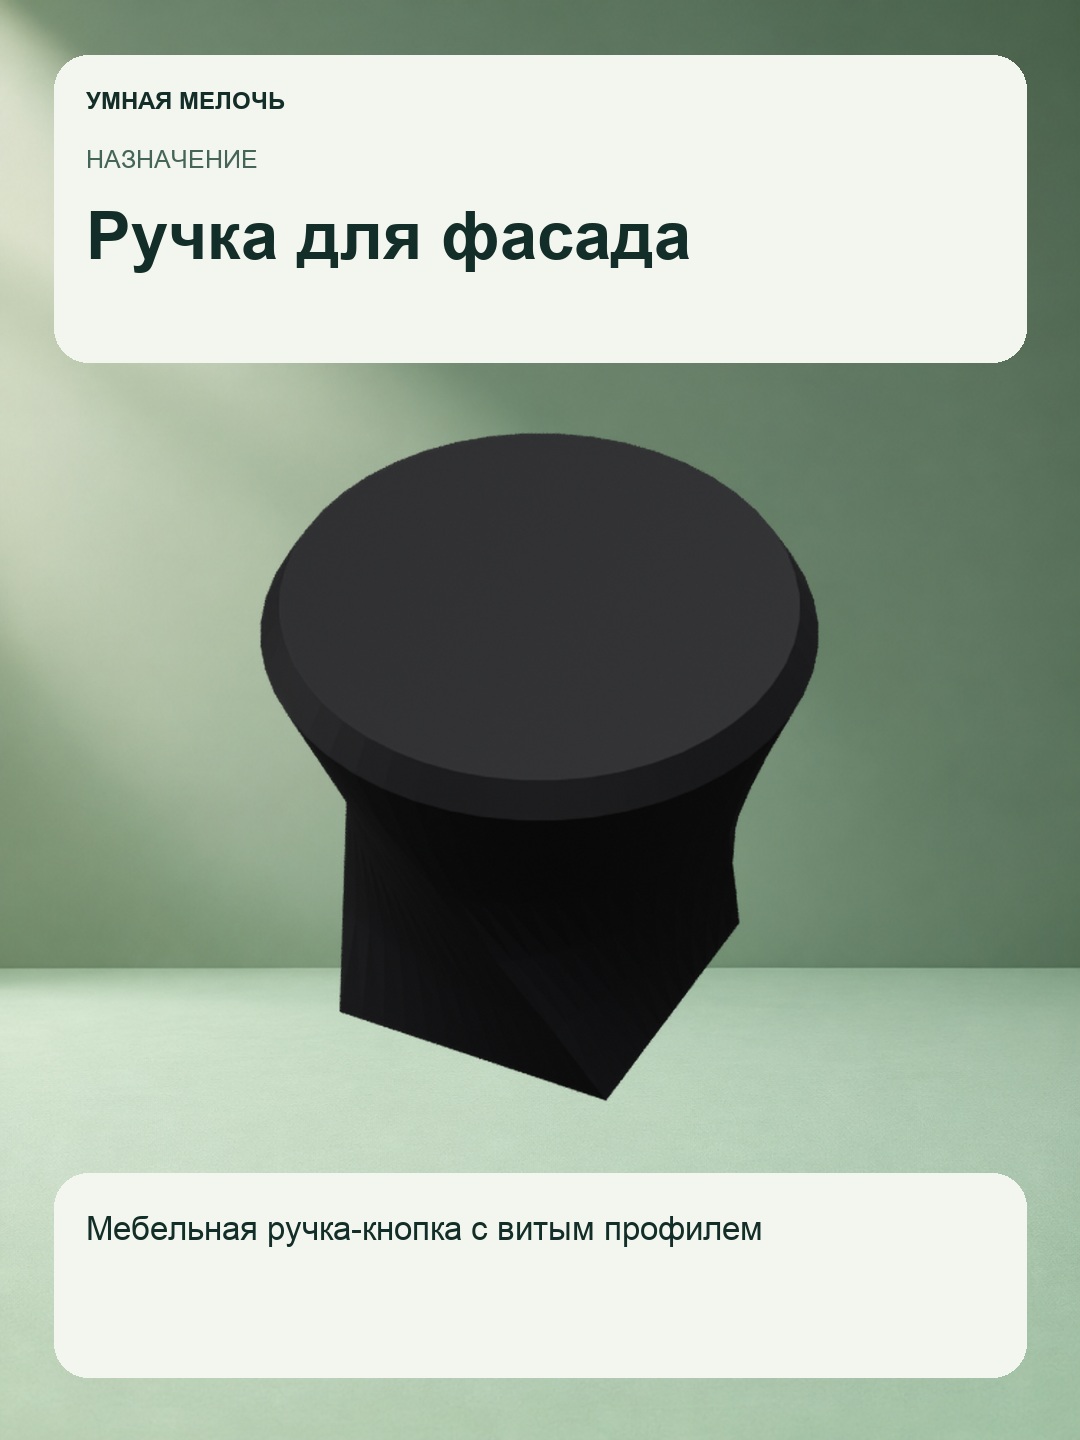 УМНАЯ МЕЛОЧЬ
НАЗНАЧЕНИЕ
Ручка для фасада
Мебельная ручка-кнопка с витым профилем